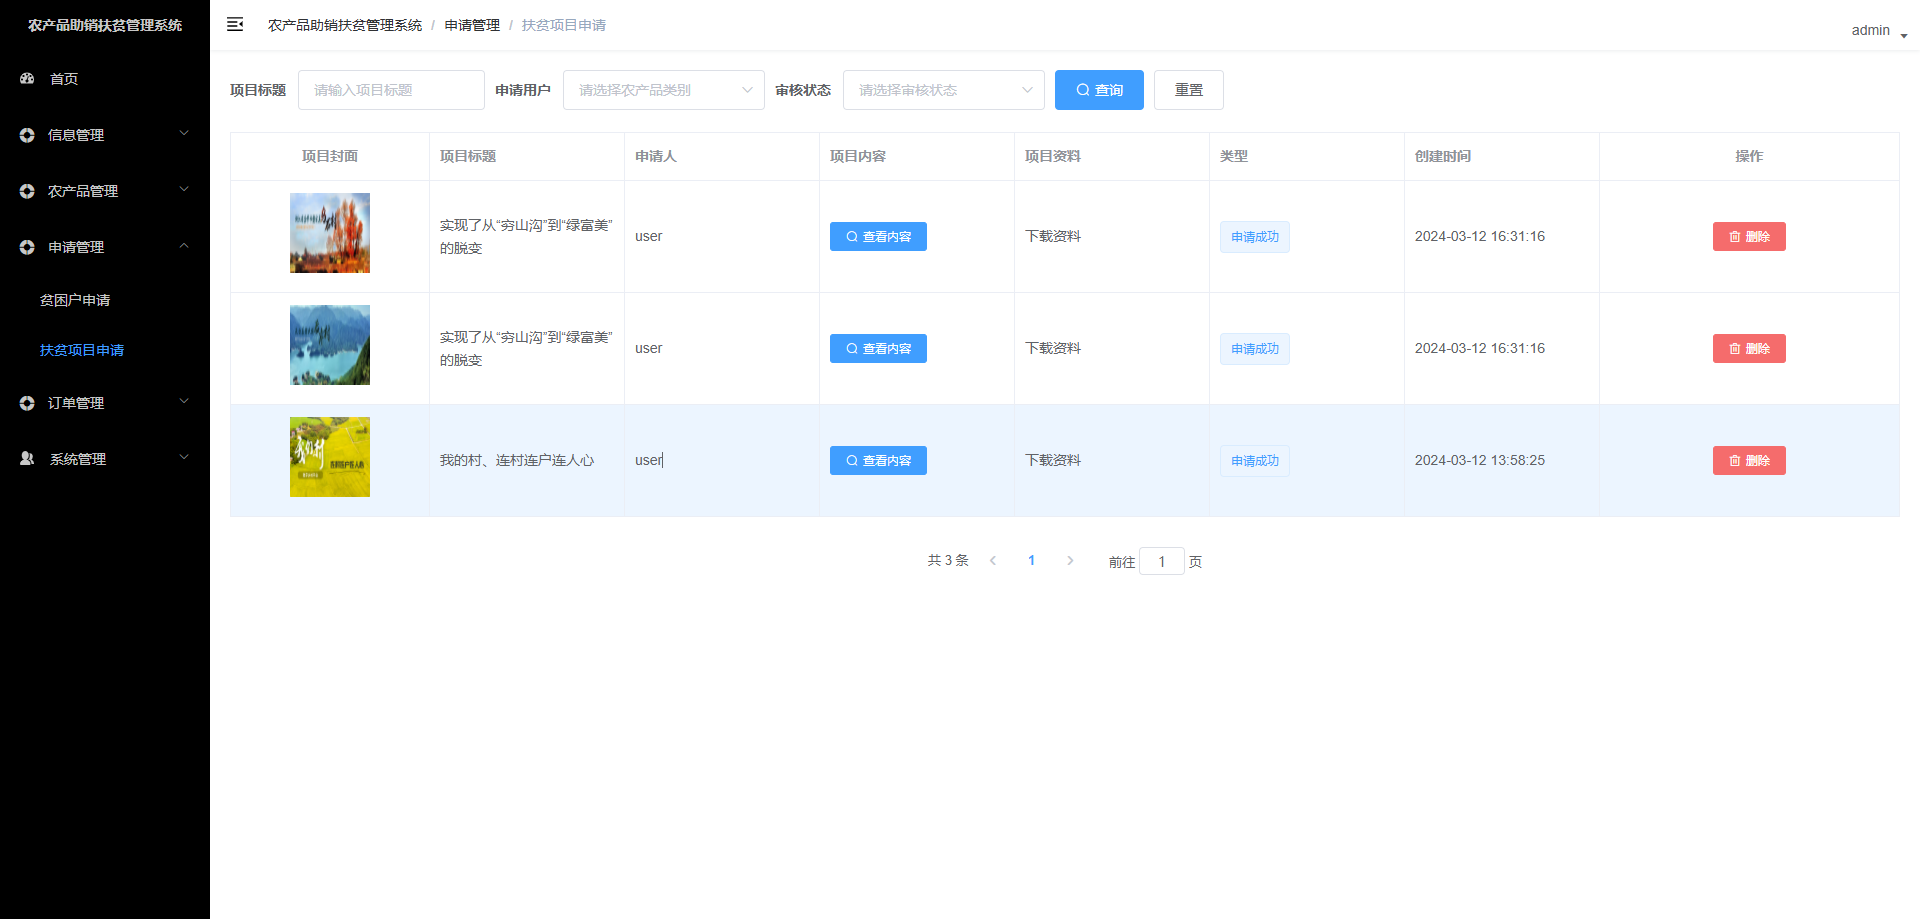 农产品助销扶贫管理系统
农产品助销扶贫管理系统 / 申请管理 / 扶贫项目申请
admin
首页
信息管理
农产品管理
申请管理
贫困户申请
扶贫项目申请
订单管理
系统管理
项目标题 请输入项目标题 申请用户 请选择农产品类别 审核状态 请选择审核状态 查询 重置
项目封面 项目标题 申请人 项目内容 项目资料 类型 创建时间 操作
实现了从“穷山沟”到“绿富美”
的脱变
user 查看内容 下载资料 申请成功 2024-03-12 16:31:16 删除
实现了从“穷山沟”到“绿富美”
的脱变
user 查看内容 下载资料 申请成功 2024-03-12 16:31:16 删除
我的村
我的村、连村连户连人心 user 查看内容 下载资料 申请成功 2024-03-12 13:58:25 删除
共 3 条 1 前往 1 页